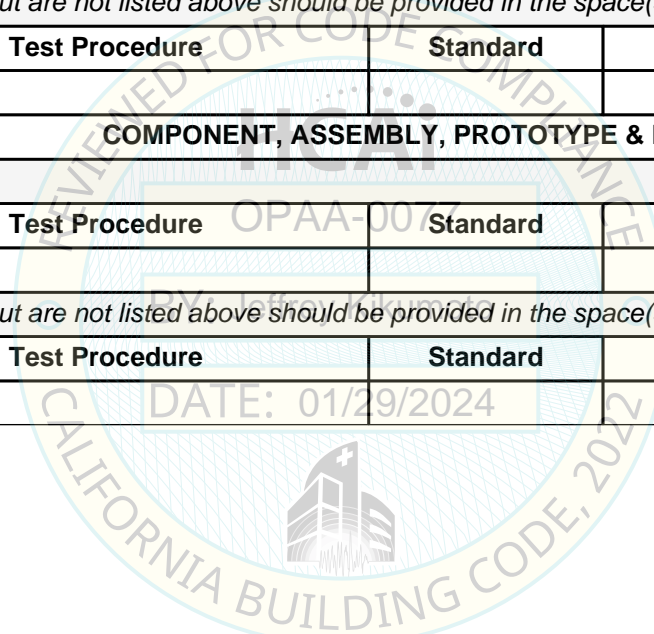 ut are not listed above should be provided in the space(
Test Procedure Standard
COMPONENT, ASSEMBLY, PROTOTYPE &
Test Procedure Standard
ut are not listed above should be provided in the space(
Test Procedure Standard
REVIEWED FOR CODE COMPLIANCE
HCAi
OPAA-0077
BY: Jeffrey Kikumoto
DATE: 01/29/2024
CALIFORNIA BUILDING CODE, 2022